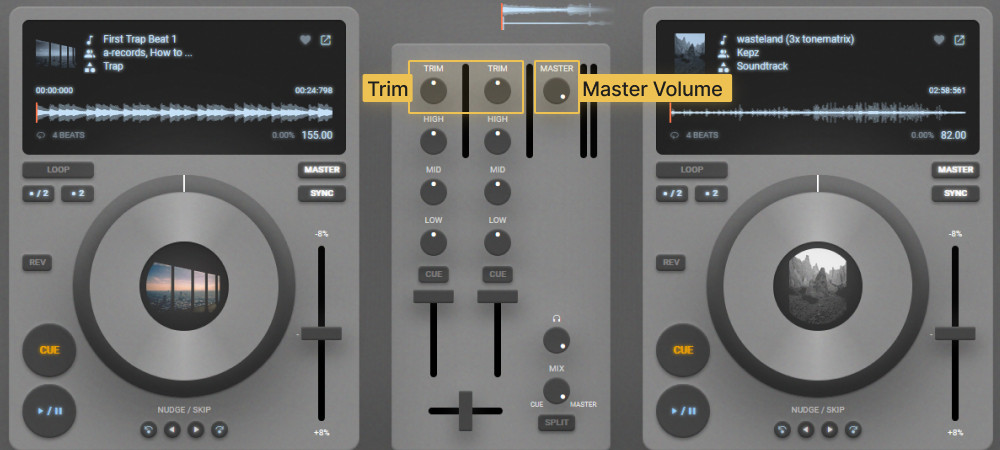 First Trap Beat 1
a-records, How to ...
Trap
00:00:000
00:24:798
4 BEATS
0.00%
155.00
LOOP
MASTER
/ 2
2
SYNC
-8%
REV
CUE
NUDGE / SKIP
+8%
Trim
TRIM
TRIM
MASTER
Master Volume
HIGH
HIGH
MID
MID
LOW
LOW
CUE
CUE
MIX
CUE
MASTER
SPLIT
wasteland (3x tonematrix)
Kepz
Soundtrack
02:58:561
4 BEATS
0.00%
82.00
LOOP
MASTER
/ 2
2
SYNC
-8%
REV
CUE
NUDGE / SKIP
+8%